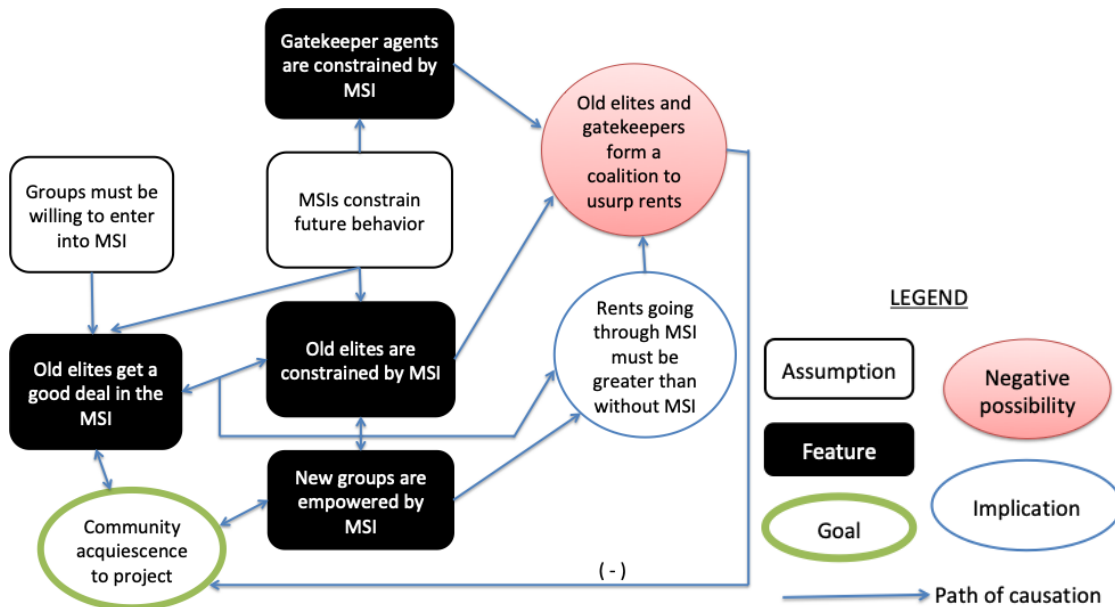 Gatekeeper agents
are constrained by
MSI
Old elites and
gatekeepers
form a
coalition to
usurp rents
Groups must be
willing to enter
into MSI
MSIs constrain
future behavior
Old elites get a
good deal in the
MSI
Old elites are
constrained by MSI
Rents going
through MSI
must be
greater than
without MSI
New groups are
empowered by
MSI
Community
acquiescence
to project
( - )
LEGEND
Assumption
Negative
possibility
Feature
Implication
Goal
Path of causation